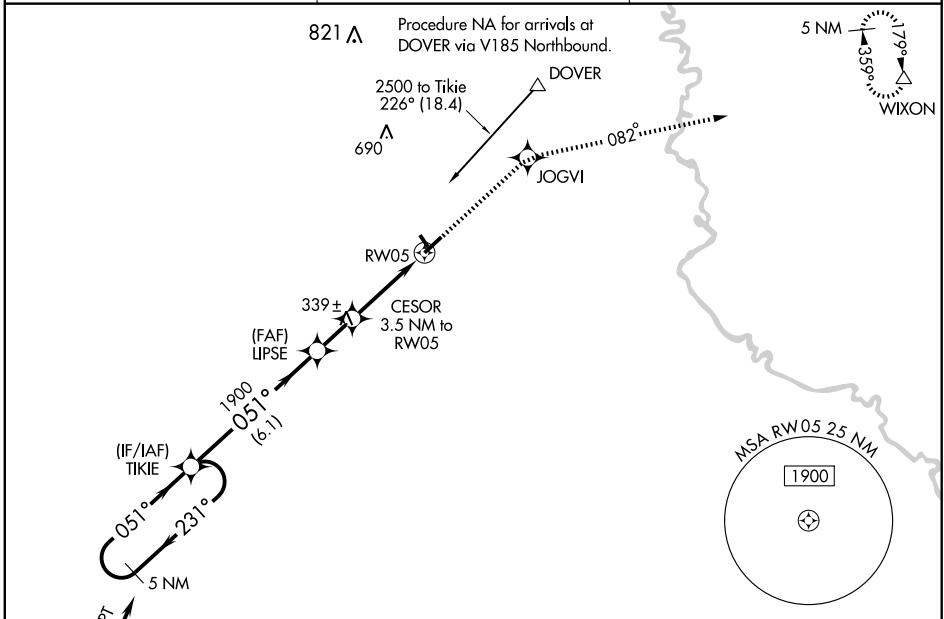 821
Procedure NA for arrivals at
DOVER via V185 Northbound.
5 NM
179°
359°
WIXON
DOVER
2500 to Tikie
226° (18.4)
690
082°
JOGVI
RW05
339±
CESOR
3.5 NM to
RW05
(FAF)
LIPSE
1900
051°
(6.1)
(IF/IAF)
TIKIE
051°
231°
5 NM
MSA RW05 25 NM
1900
PT